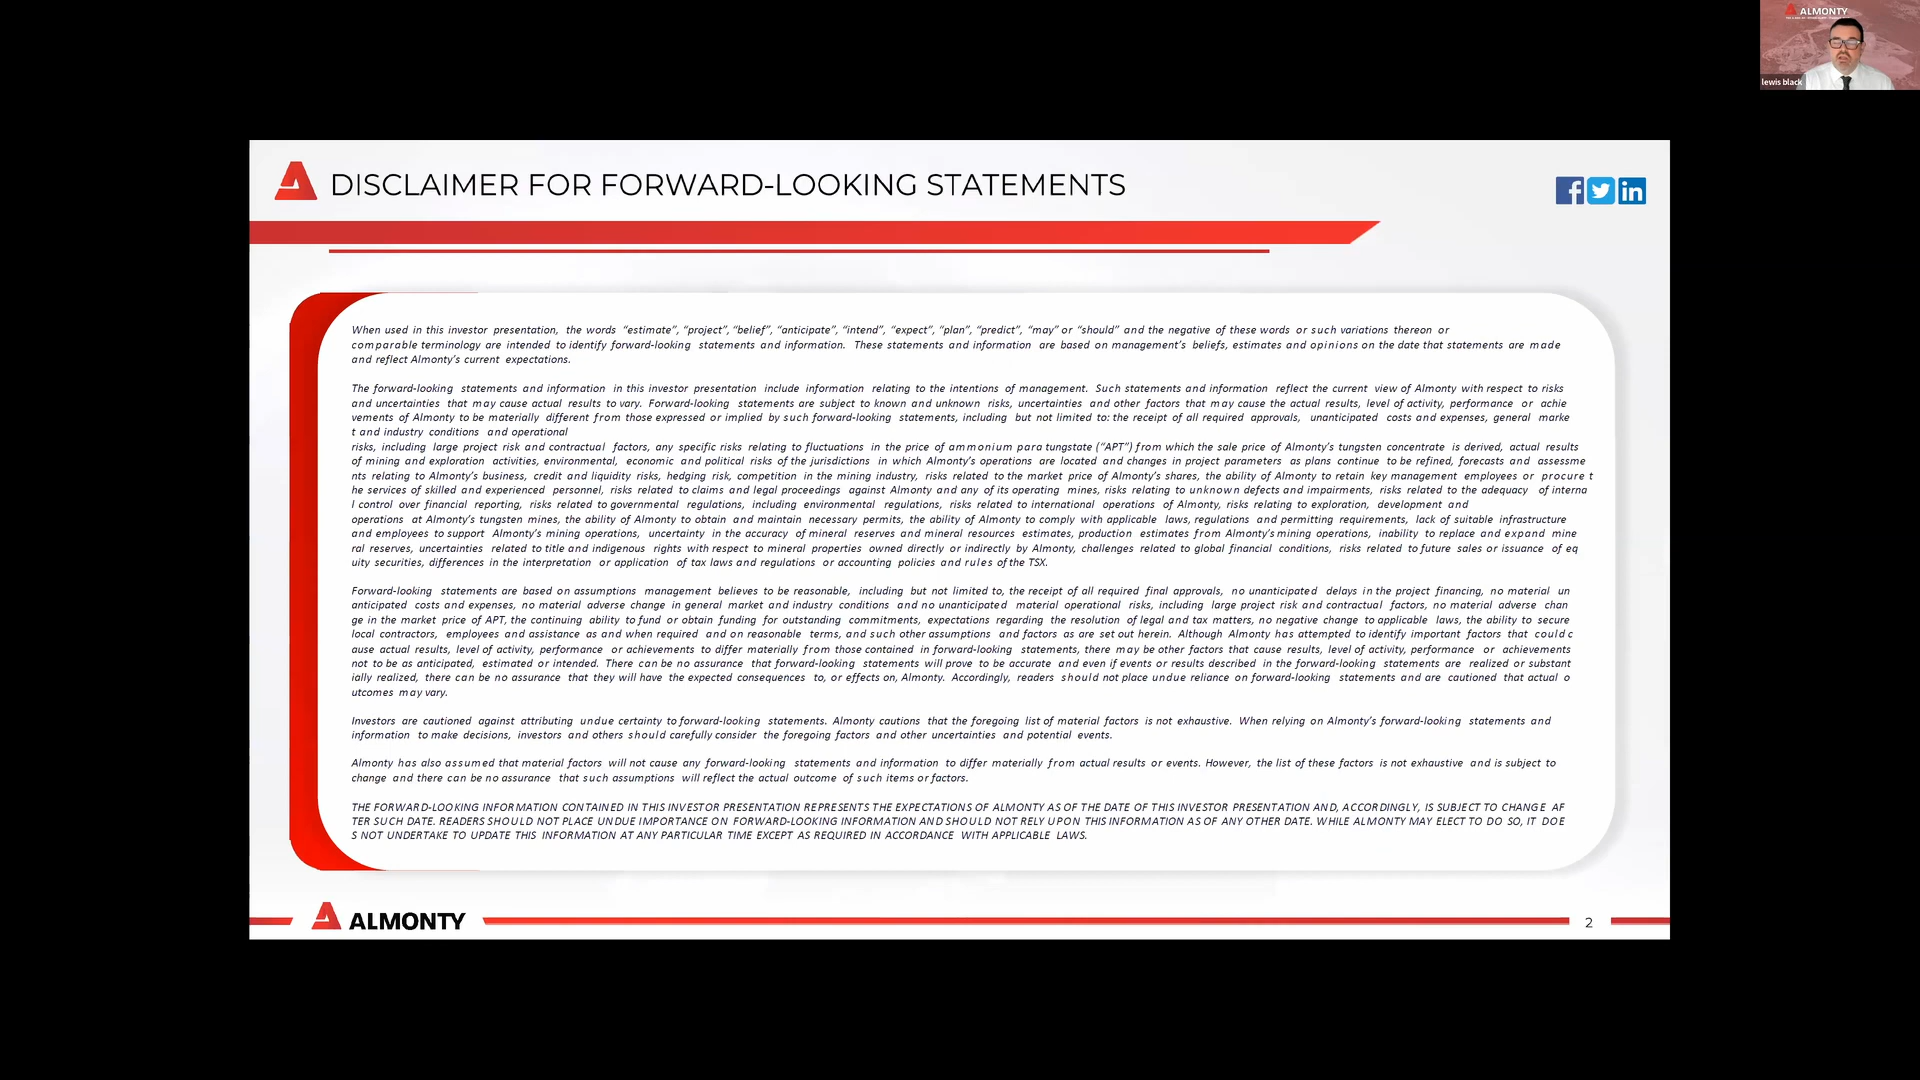 ALMONTY
lewis black
DISCLAIMER FOR FORWARD-LOOKING STATEMENTS
When used in this investor presentation, the words “estimate”, “project”, “belief”, “anticipate”, “intend”, “expect”, “plan”, “predict”, “may” or “should” and the negative of these words or such variations thereon or
comparable terminology are intended to identify forward-looking statements and information. These statements and information are based on management’s beliefs, estimates and opinions on the date that statements are made
and reflect Almonty’s current expectations.
The forward-looking statements and information in this investor presentation include information relating to the intentions of management. Such statements and information reflect the current view of Almonty with respect to risks
and uncertainties that may cause actual results to vary. Forward-looking statements are subject to known and unknown risks, uncertainties and other factors that may cause the actual results, level of activity, performance or achie
vements of Almonty to be materially different from those expressed or implied by such forward-looking statements, including but not limited to: the receipt of all required approvals, unanticipated costs and expenses, general marke
t and industry conditions and operational
risks, including large project risk and contractual factors, any specific risks relating to fluctuations in the price of ammonium para tungstate (“APT”) from which the sale price of Almonty’s tungsten concentrate is derived, actual results
of mining and exploration activities, environmental, economic and political risks of the jurisdictions in which Almonty’s operations are located and changes in project parameters as plans continue to be refined, forecasts and assessme
nts relating to Almonty’s business, credit and liquidity risks, hedging risk, competition in the mining industry, risks related to the market price of Almonty’s shares, the ability of Almonty to retain key management employees or procure t
he services of skilled and experienced personnel, risks related to claims and legal proceedings against Almonty and any of its operating mines, risks relating to unknown defects and impairments, risks related to the adequacy of interna
l control over financial reporting, risks related to governmental regulations, including environmental regulations, risks related to international operations of Almonty, risks relating to exploration, development and
operations at Almonty’s tungsten mines, the ability of Almonty to obtain and maintain necessary permits, the ability of Almonty to comply with applicable laws, regulations and permitting requirements, lack of suitable infrastructure
and employees to support Almonty’s mining operations, uncertainty in the accuracy of mineral reserves and mineral resources estimates, production estimates from Almonty’s mining operations, inability to replace and expand mine
ral reserves, uncertainties related to title and indigenous rights with respect to mineral properties owned directly or indirectly by Almonty, challenges related to global financial conditions, risks related to future sales or issuance of eq
uity securities, differences in the interpretation or application of tax laws and regulations or accounting policies and rules of the TSX.
Forward-looking statements are based on assumptions management believes to be reasonable, including but not limited to, the receipt of all required final approvals, no unanticipated delays in the project financing, no material un
anticipated costs and expenses, no material adverse change in general market and industry conditions and no unanticipated material operational risks, including large project risk and contractual factors, no material adverse chan
ge in the market price of APT, the continuing ability to fund or obtain funding for outstanding commitments, expectations regarding the resolution of legal and tax matters, no negative change to applicable laws, the ability to secure
local contractors, employees and assistance as and when required and on reasonable terms, and such other assumptions and factors as are set out herein. Although Almonty has attempted to identify important factors that could c
ause actual results, level of activity, performance or achievements to differ materially from those contained in forward-looking statements, there may be other factors that cause results, level of activity, performance or achievements
not to be as anticipated, estimated or intended. There can be no assurance that forward-looking statements will prove to be accurate and even if events or results described in the forward-looking statements are realized or substant
ially realized, there can be no assurance that they will have the expected consequences to, or effects on, Almonty. Accordingly, readers should not place undue reliance on forward-looking statements and are cautioned that actual o
utcomes may vary.
Investors are cautioned against attributing undue certainty to forward-looking statements. Almonty cautions that the foregoing list of material factors is not exhaustive. When relying on Almonty’s forward-looking statements and
information to make decisions, investors and others should carefully consider the foregoing factors and other uncertainties and potential events.
Almonty has also assumed that material factors will not cause any forward-looking statements and information to differ materially from actual results or events. However, the list of these factors is not exhaustive and is subject to
change and there can be no assurance that such assumptions will reflect the actual outcome of such items or factors.
THE FORWARD-LOOKING INFORMATION CONTAINED IN THIS INVESTOR PRESENTATION REPRESENTS THE EXPECTATIONS OF ALMONTY AS OF THE DATE OF THIS INVESTOR PRESENTATION AND, ACCORDINGLY, IS SUBJECT TO CHANGE AF
TER SUCH DATE. READERS SHOULD NOT PLACE UNDUE IMPORTANCE ON FORWARD-LOOKING INFORMATION AND SHOULD NOT RELY UPON THIS INFORMATION AS OF ANY OTHER DATE. WHILE ALMONTY MAY ELECT TO DO SO, IT DOE
S NOT UNDERTAKE TO UPDATE THIS INFORMATION AT ANY PARTICULAR TIME EXCEPT AS REQUIRED IN ACCORDANCE WITH APPLICABLE LAWS.
ALMONTY
2